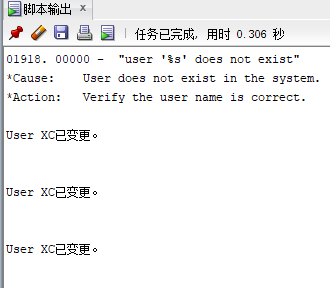 脚本输出 x
任务已完成, 用时 0.306 秒
01918. 00000 -  "user '%s' does not exist"
*Cause:    User does not exist in the system.
*Action:   Verify the user name is correct.
User XC已变更。
User XC已变更。
User XC已变更。